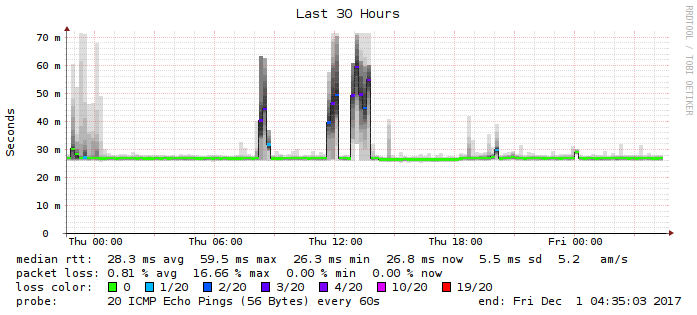 Last 30 Hours
RRDTOOL / TOBI OETIKER
Seconds
70 m
60 m
50 m
40 m
30 m
20 m
10 m
0
Thu 00:00 Thu 06:00 Thu 12:00 Thu 18:00 Fri 00:00
median rtt: 28.3 ms avg 59.5 ms max 26.3 ms min 26.8 ms now 5.5 ms sd 5.2 am/s
packet loss: 0.81 % avg 16.66 % max 0.00 % min 0.00 % now
loss color: 0 1/20 2/20 3/20 4/20 10/20 19/20
probe: 20 ICMP Echo Pings (56 Bytes) every 60s end: Fri Dec 1 04:35:03 2017